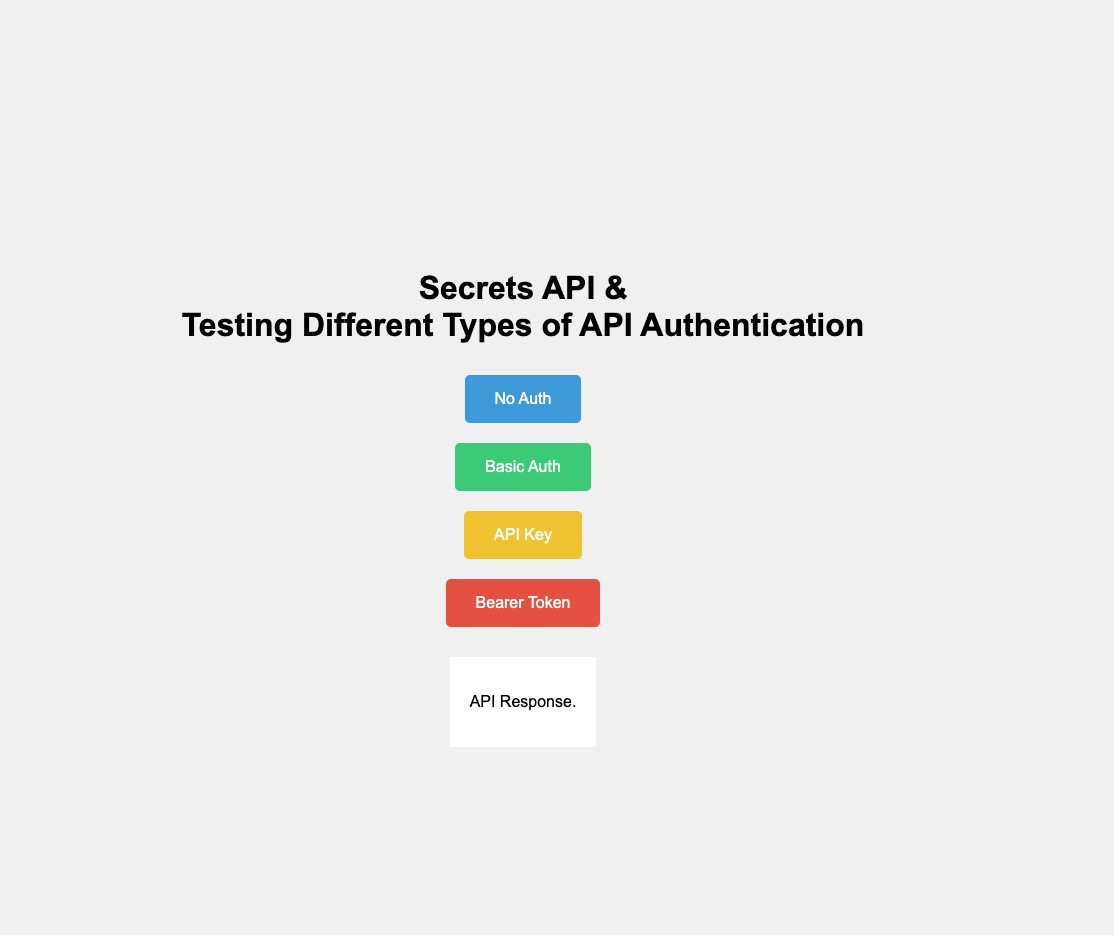 Secrets API &
Testing Different Types of API Authentication
No Auth
Basic Auth
API Key
Bearer Token
API Response.